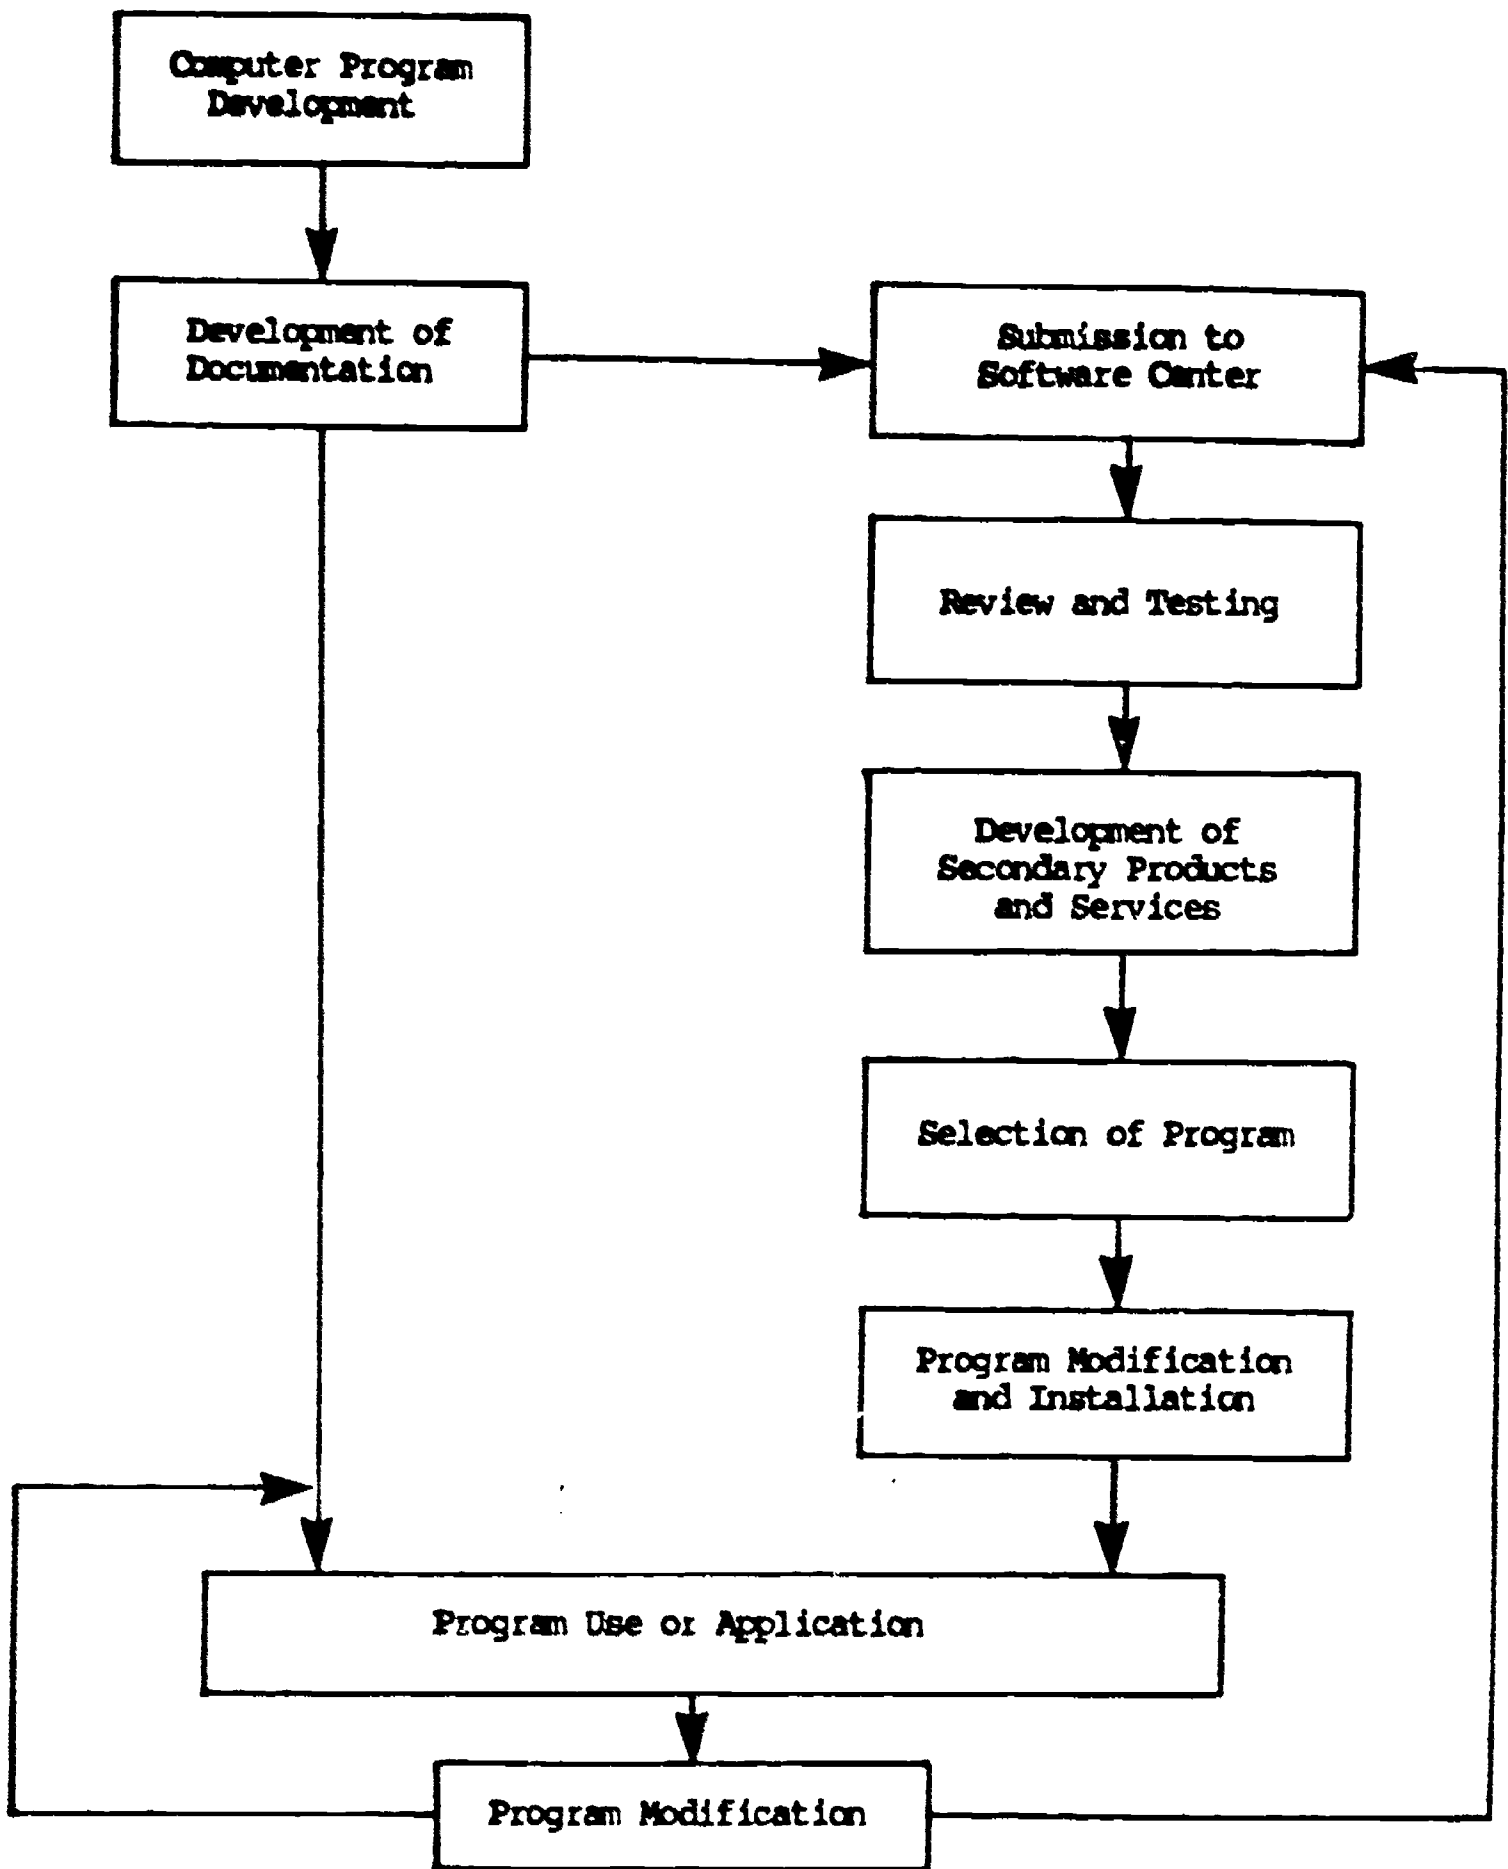 Computer Program
Development
Development of
Documentation
Submission to
Software Center
Review and Testing
Development of
Secondary Products
and Services
Selection of Program
Program Modification
and Installation
Program Use or Application
Program Modification